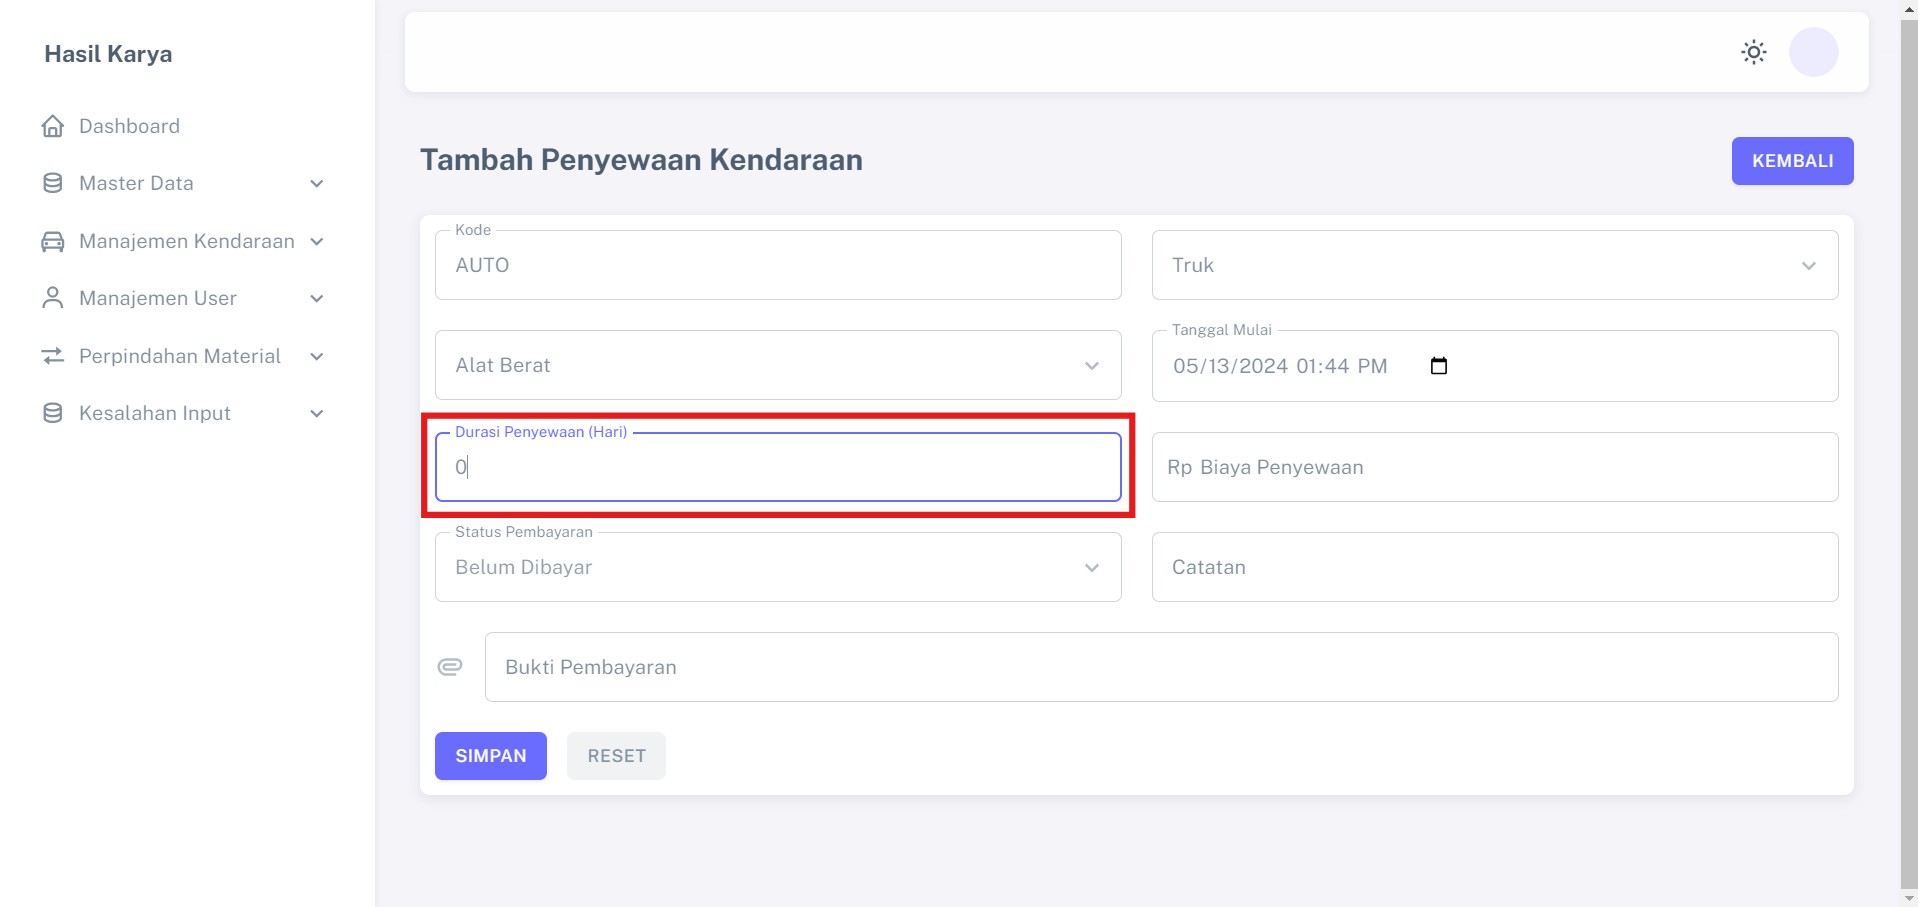 Hasil Karya
Dashboard
Master Data
Manajemen Kendaraan
Manajemen User
Perpindahan Material
Kesalahan Input
Tambah Penyewaan Kendaraan
KEMBALI
Kode
AUTO
Truk
Alat Berat
Tanggal Mulai
05/13/2024 01:44 PM
Durasi Penyewaan (Hari)
0
Rp Biaya Penyewaan
Status Pembayaran
Belum Dibayar
Catatan
Bukti Pembayaran
SIMPAN
RESET